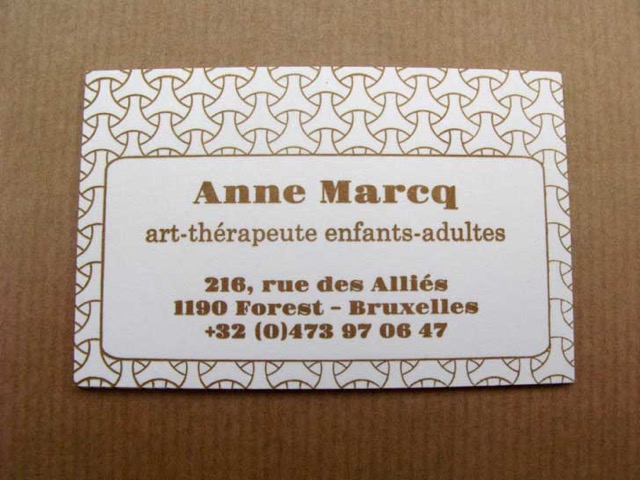 Anne Marcq
art-thérapeute enfants-adultes
216, rue des Alliés
1190 Forest - Bruxelles
+32 (0)473 97 06 47